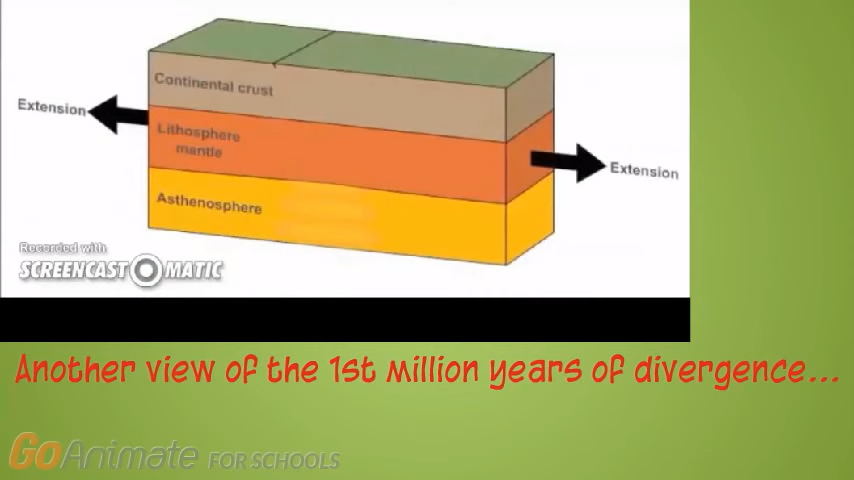 Continental crust
Extension
Lithosphere
mantle
Extension
Asthenosphere
Recorded with
SCREENCAST MATIC
Another view of the 1st million years of divergence...
GoAnimate FOR SCHOOLS